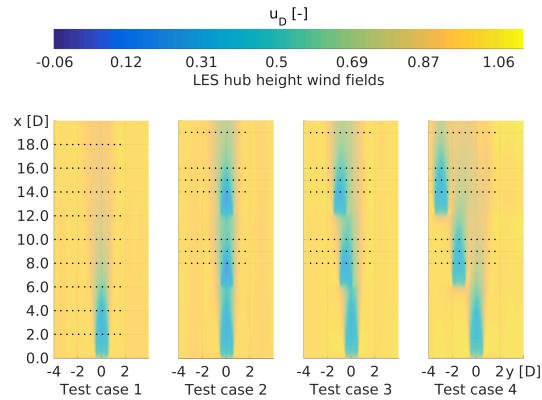 u_D [-]
-0.06 0.12 0.31 0.5 0.69 0.87 1.06
LES hub height wind fields
x [D]
18.0
16.0
14.0
12.0
10.0
8.0
6.0
4.0
2.0
0.0
-4 -2 0 2 -4 -2 0 2 -4 -2 0 2 -4 -2 0 2 y [D]
Test case 1 Test case 2 Test case 3 Test case 4